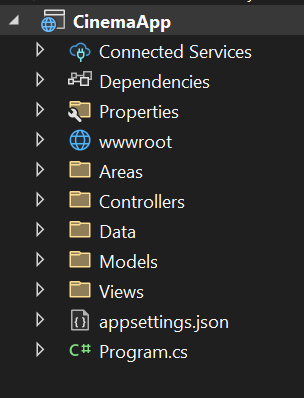 CinemaApp
Connected Services
Dependencies
Properties
wwwroot
Areas
Controllers
Data
Models
Views
appsettings.json
C# Program.cs